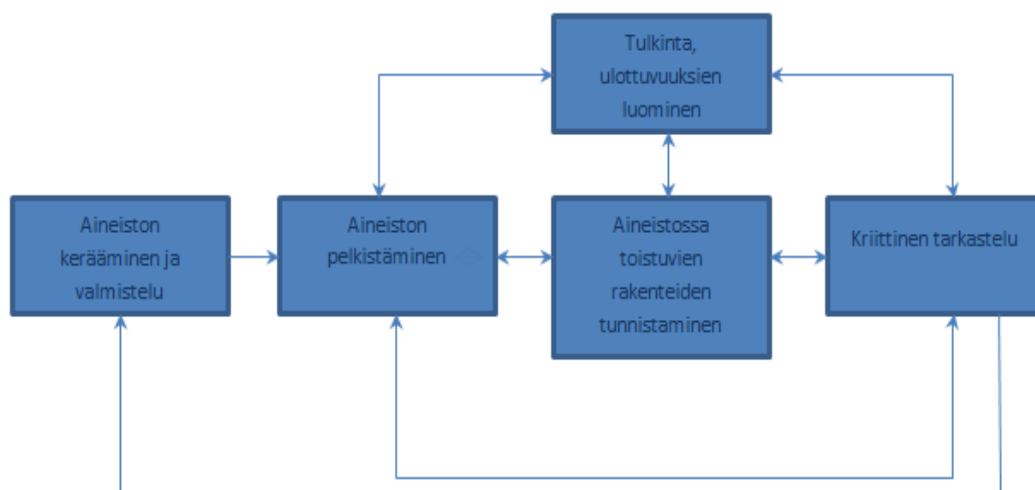 Tulkinta,
ulottuvuuksien
luominen
Aineiston
kerääminen ja
valmistelu
Aineiston
pelkistäminen
Aineistossa
toistuvien
rakenteiden
tunnistaminen
Kriittinen tarkastelu